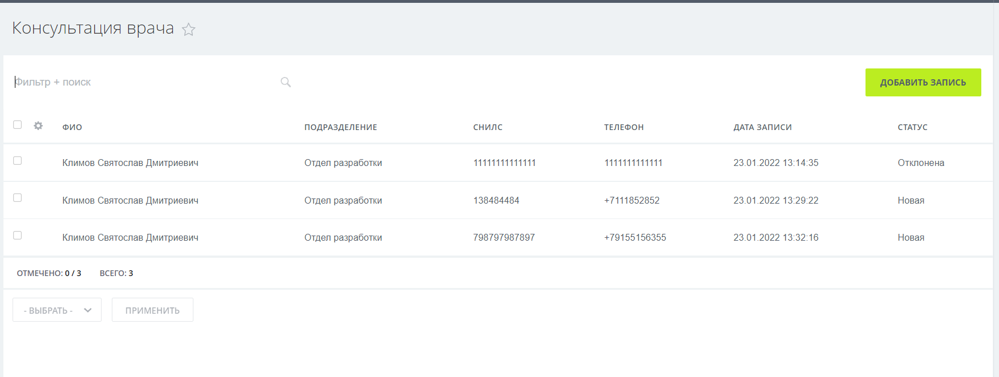 Консультация врача
Фильтр + поиск
ДОБАВИТЬ ЗАПИСЬ
ФИО ПОДРАЗДЕЛЕНИЕ СНИЛС ТЕЛЕФОН ДАТА ЗАПИСИ СТАТУС
Климов Святослав Дмитриевич Отдел разработки 11111111111111 1111111111111 23.01.2022 13:14:35 Отклонена
Климов Святослав Дмитриевич Отдел разработки 138484484 +7111852852 23.01.2022 13:29:22 Новая
Климов Святослав Дмитриевич Отдел разработки 798797987897 +79155156355 23.01.2022 13:32:16 Новая
ОТМЕЧЕНО: 0 / 3 ВСЕГО: 3
- ВЫБРАТЬ - ПРИМЕНИТЬ